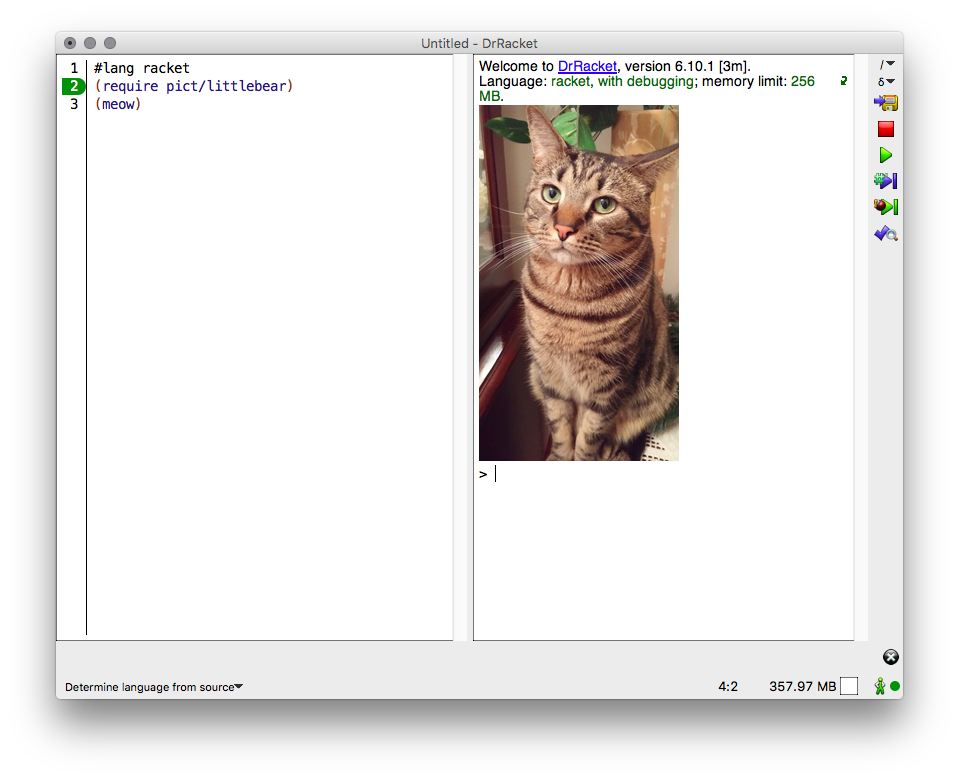 Untitled - DrRacket
1 #lang racket
2 (require pict/littlebear)
3 (meow)
Welcome to DrRacket, version 6.10.1 [3m].
Language: racket, with debugging; memory limit: 256
MB.
>
Determine language from source
4:2
357.97 MB